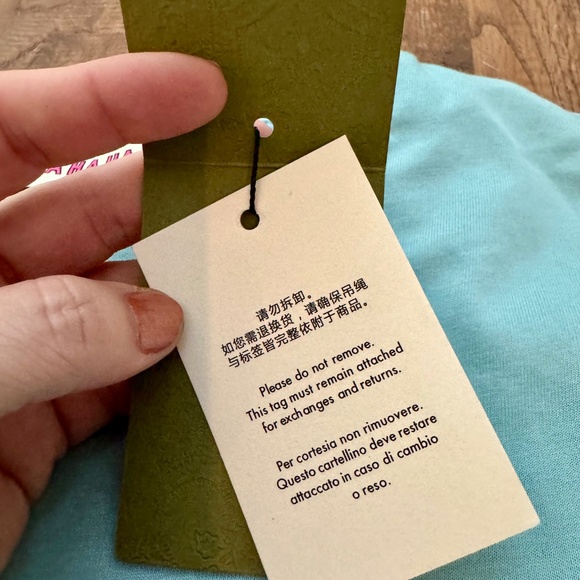 请勿拆卸。
如您需退换货，请确保吊绳
与标签皆完整依附于商品。
Please do not remove.
This tag must remain attached
for exchanges and returns.
Per cortesia non rimuovere.
Questo cartellino deve restare
attaccato in caso di cambio
o reso.